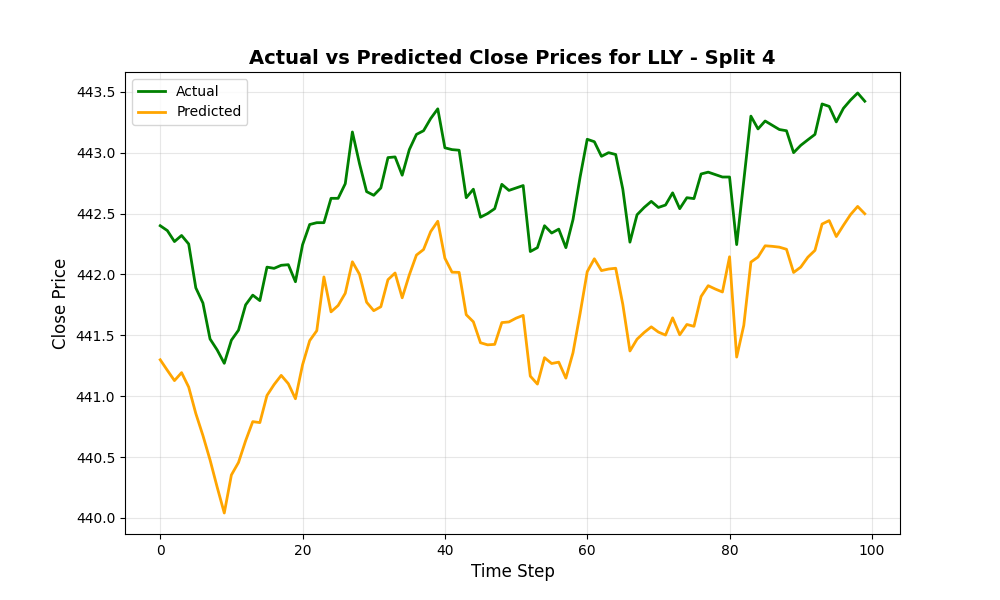 Actual vs Predicted Close Prices for LLY - Split 4
Actual
Predicted
Close Price
443.5
443.0
442.5
442.0
441.5
441.0
440.5
440.0
0 20 40 60 80 100
Time Step